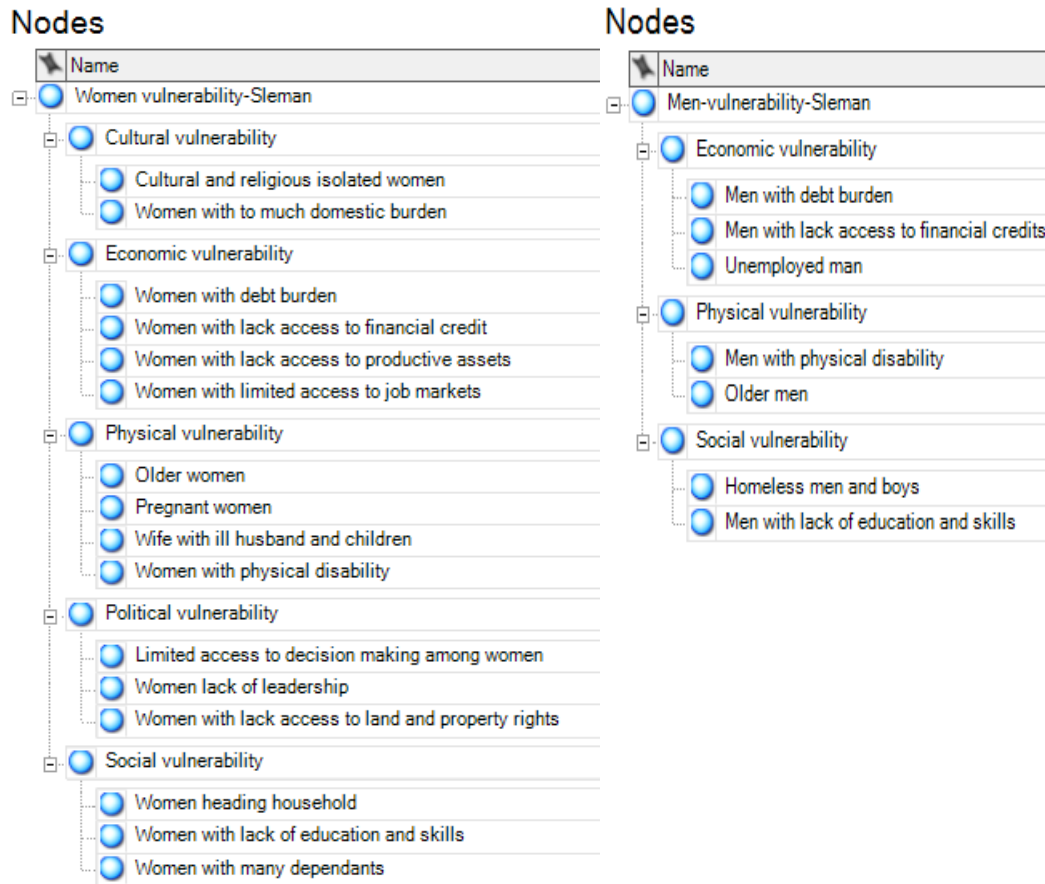 Nodes
Name
Women vulnerability-Sleman
Cultural vulnerability
Cultural and religious isolated women
Women with to much domestic burden
Economic vulnerability
Women with debt burden
Women with lack access to financial credit
Women with lack access to productive assets
Women with limited access to job markets
Physical vulnerability
Older women
Pregnant women
Wife with ill husband and children
Women with physical disability
Political vulnerability
Limited access to decision making among women
Women lack of leadership
Women with lack access to land and property rights
Social vulnerability
Women heading household
Women with lack of education and skills
Women with many dependants
Nodes
Name
Men-vulnerability-Sleman
Economic vulnerability
Men with debt burden
Men with lack access to financial credits
Unemployed man
Physical vulnerability
Men with physical disability
Older men
Social vulnerability
Homeless men and boys
Men with lack of education and skills